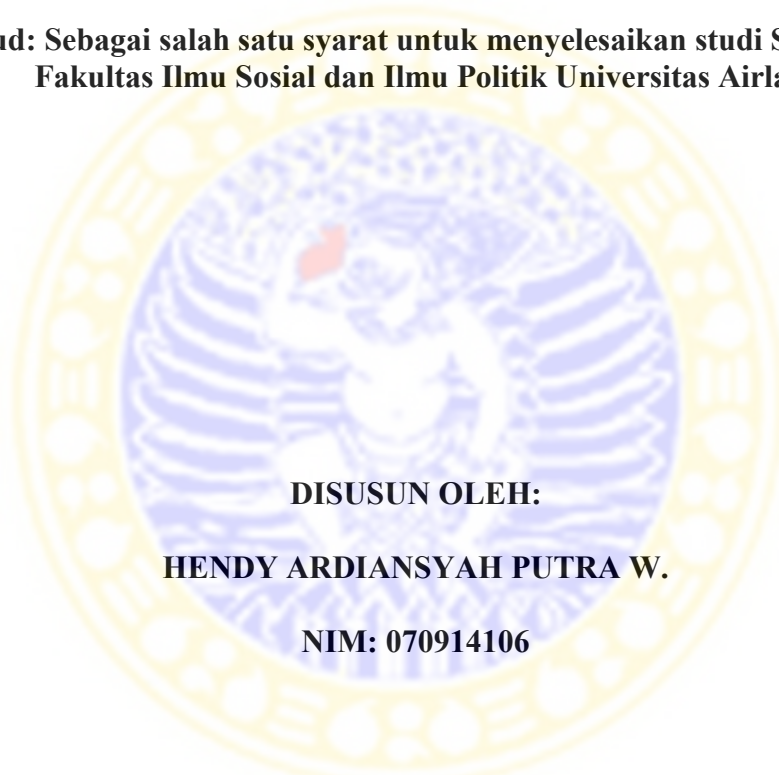 Sebagai salah satu syarat untuk menyelesaikan studi
Fakultas Ilmu Sosial dan Ilmu Politik Universitas
DISUSUN OLEH:
HENDY ARDIANSYAH PUTRA W.
NIM: 070914106